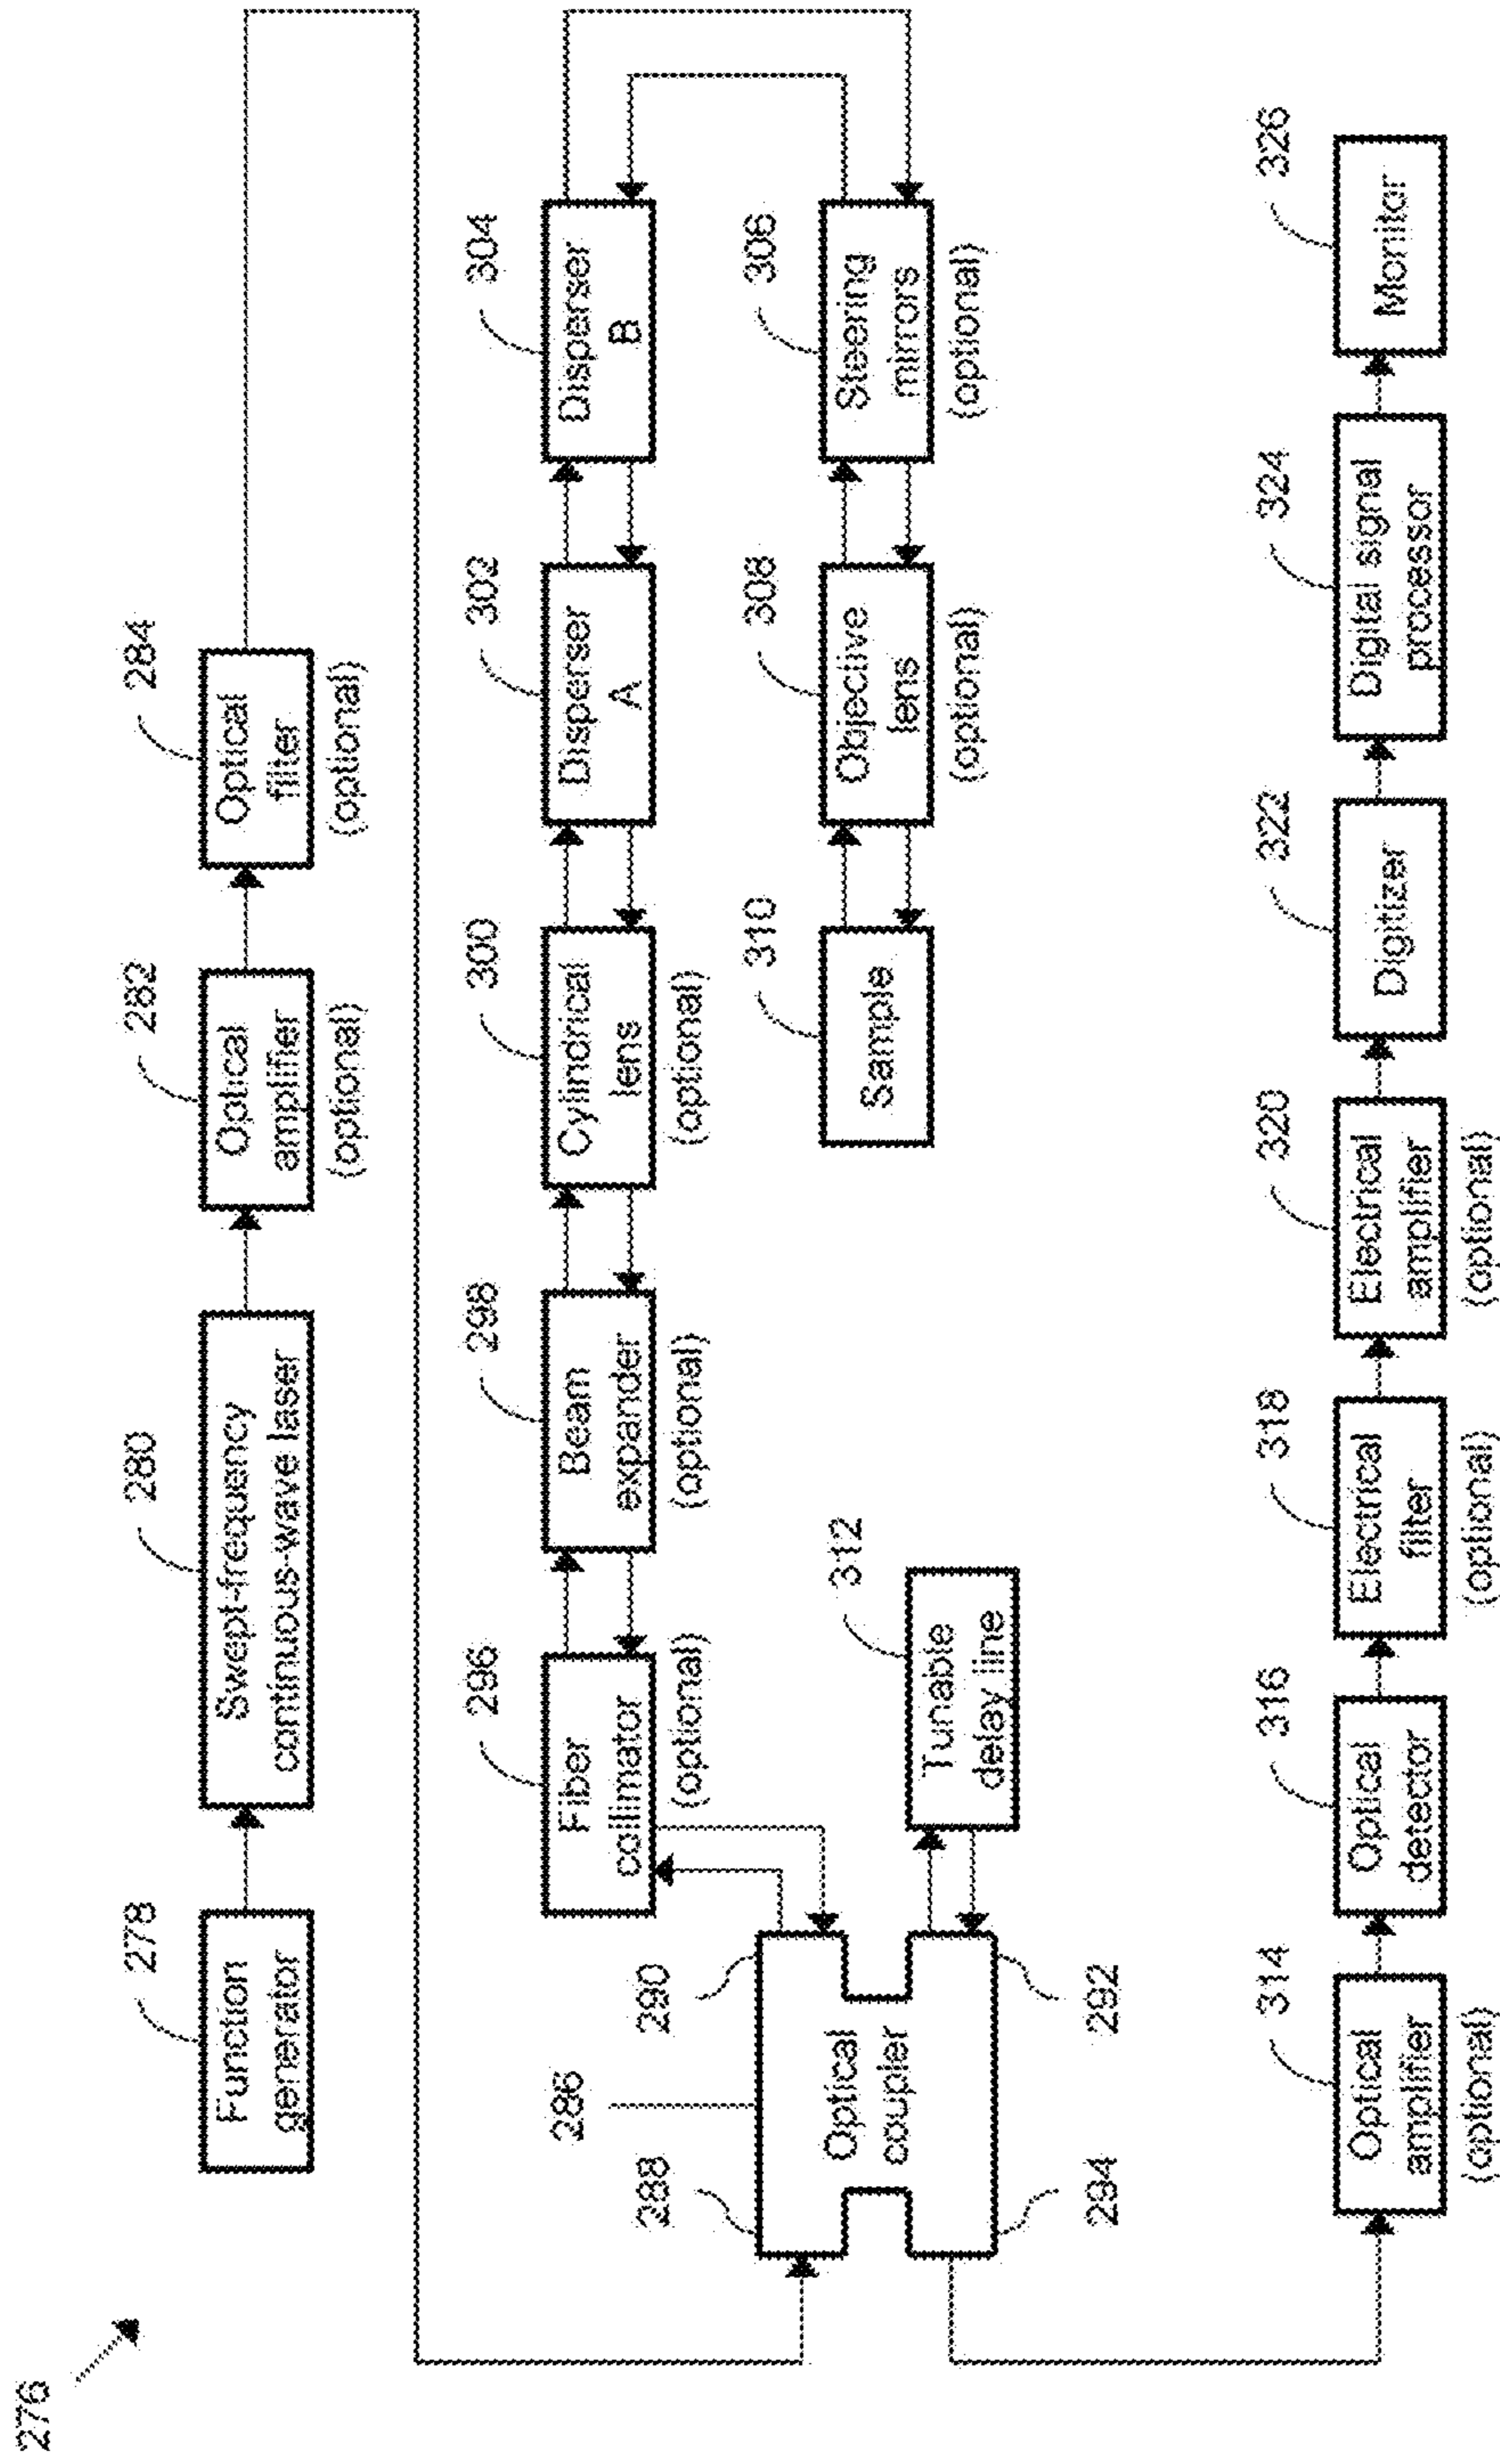 276
278
Function
generator
280
Swept-frequency
continuous-wave laser
282
Optical
amplifier
(optional)
284
Optical
filter
(optional)
286
288
290
Optical
coupler
294
292
296
Fiber
collimator
(optional)
298
Beam
expander
(optional)
300
Cylindrical
lens
(optional)
302
Disperser
A
304
Disperser
B
306
Steering
mirrors
(optional)
308
Objective
lens
(optional)
310
Sample
312
Tunable
delay line
314
Optical
amplifier
(optional)
316
Optical
detector
318
Electrical
filter
(optional)
320
Electrical
amplifier
(optional)
322
Digitizer
324
Digital signal
processor
326
Monitor